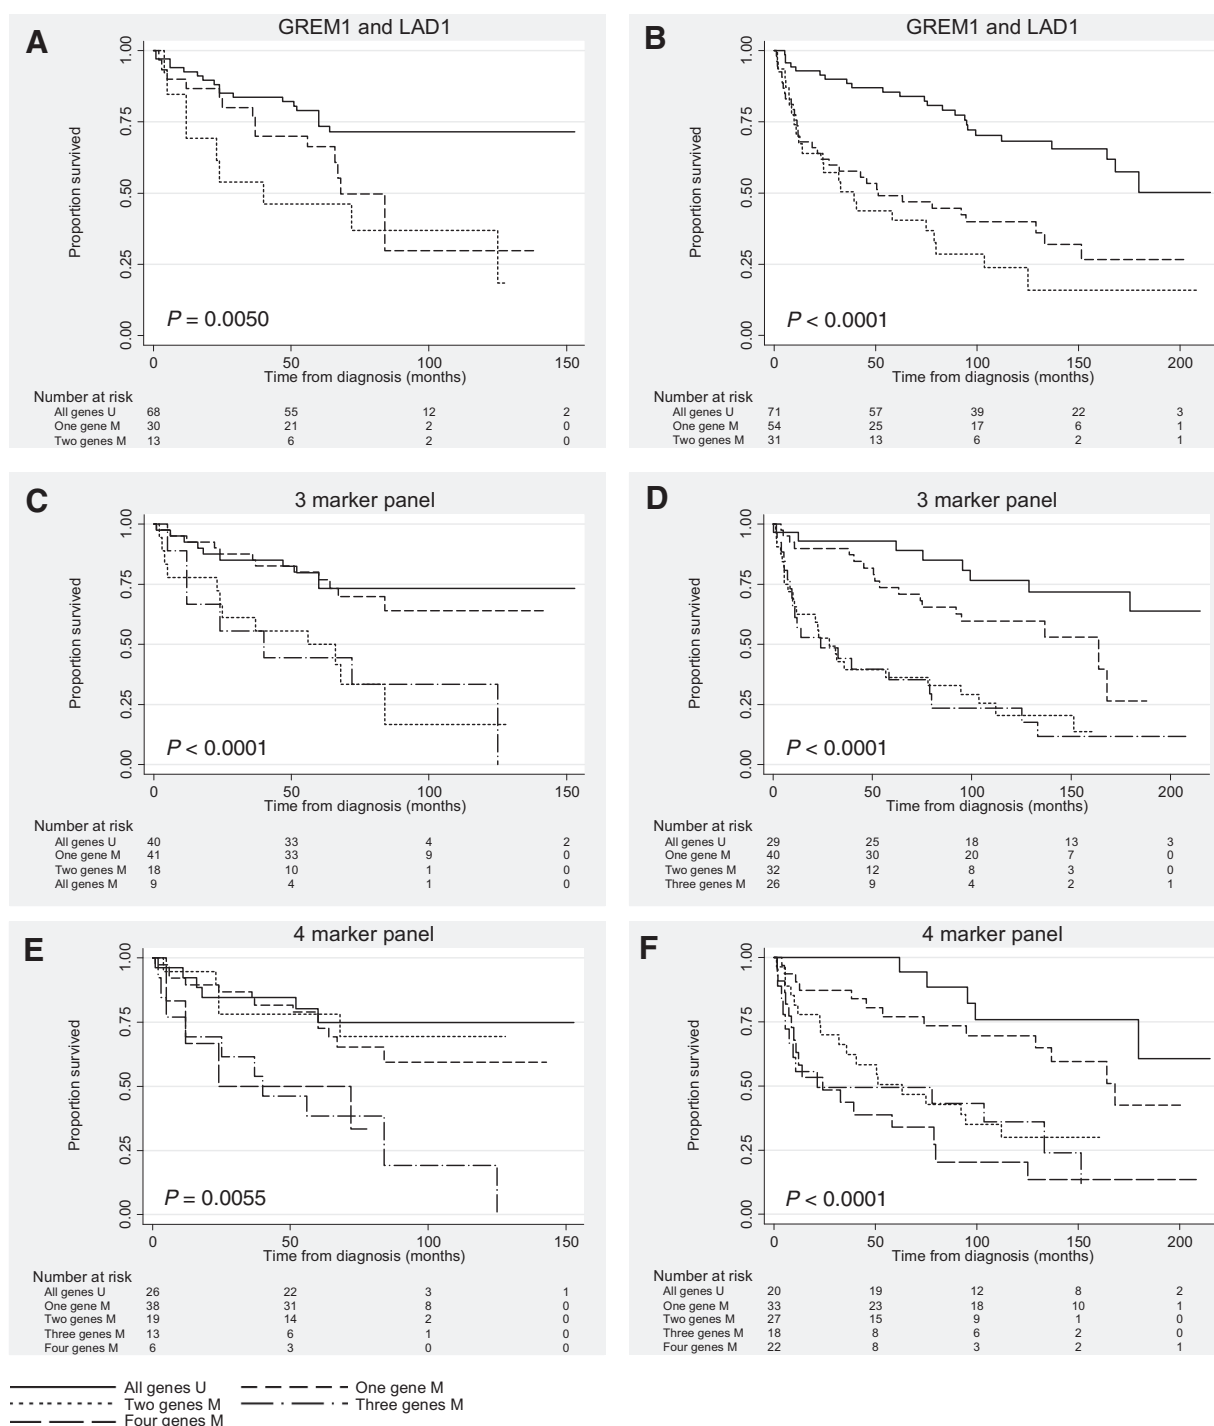 A
GREM1 and LAD1
Proportion survived
1.00
0.75
0.50
0.25
0.00
P = 0.0050
0 50 100 150
Time from diagnosis (months)
Number at risk
All genes U 68 55 12 2
One gene M 30 21 2 0
Two genes M 13 6 2 0
B
GREM1 and LAD1
Proportion survived
1.00
0.75
0.50
0.25
0.00
P < 0.0001
0 50 100 150 200
Time from diagnosis (months)
Number at risk
All genes U 71 57 39 22 3
One gene M 54 25 17 6 1
Two genes M 31 13 6 2 1
C
3 marker panel
Proportion survived
1.00
0.75
0.50
0.25
0.00
P < 0.0001
0 50 100 150
Time from diagnosis (months)
Number at risk
All genes U 40 33 4 2
One gene M 41 33 9 0
Two genes M 18 10 1 0
All genes M 9 4 1 0
D
3 marker panel
Proportion survived
1.00
0.75
0.50
0.25
0.00
P < 0.0001
0 50 100 150 200
Time from diagnosis (months)
Number at risk
All genes U 29 25 18 13 3
One gene M 40 30 20 7 0
Two genes M 32 12 8 3 0
Three genes M 26 9 4 2 1
E
4 marker panel
Proportion survived
1.00
0.75
0.50
0.25
0.00
P = 0.0055
0 50 100 150
Time from diagnosis (months)
Number at risk
All genes U 26 22 3 1
One gene M 38 31 8 0
Two genes M 19 14 2 0
Three genes M 13 6 1 0
Four genes M 6 3 0 0
F
4 marker panel
Proportion survived
1.00
0.75
0.50
0.25
0.00
P < 0.0001
0 50 100 150 200
Time from diagnosis (months)
Number at risk
All genes U 20 19 12 8 2
One gene M 33 23 18 10 1
Two genes M 27 15 9 1 0
Three genes M 18 8 6 2 0
Four genes M 22 8 3 2 1
All genes U One gene M
Two genes M Three genes M
Four genes M